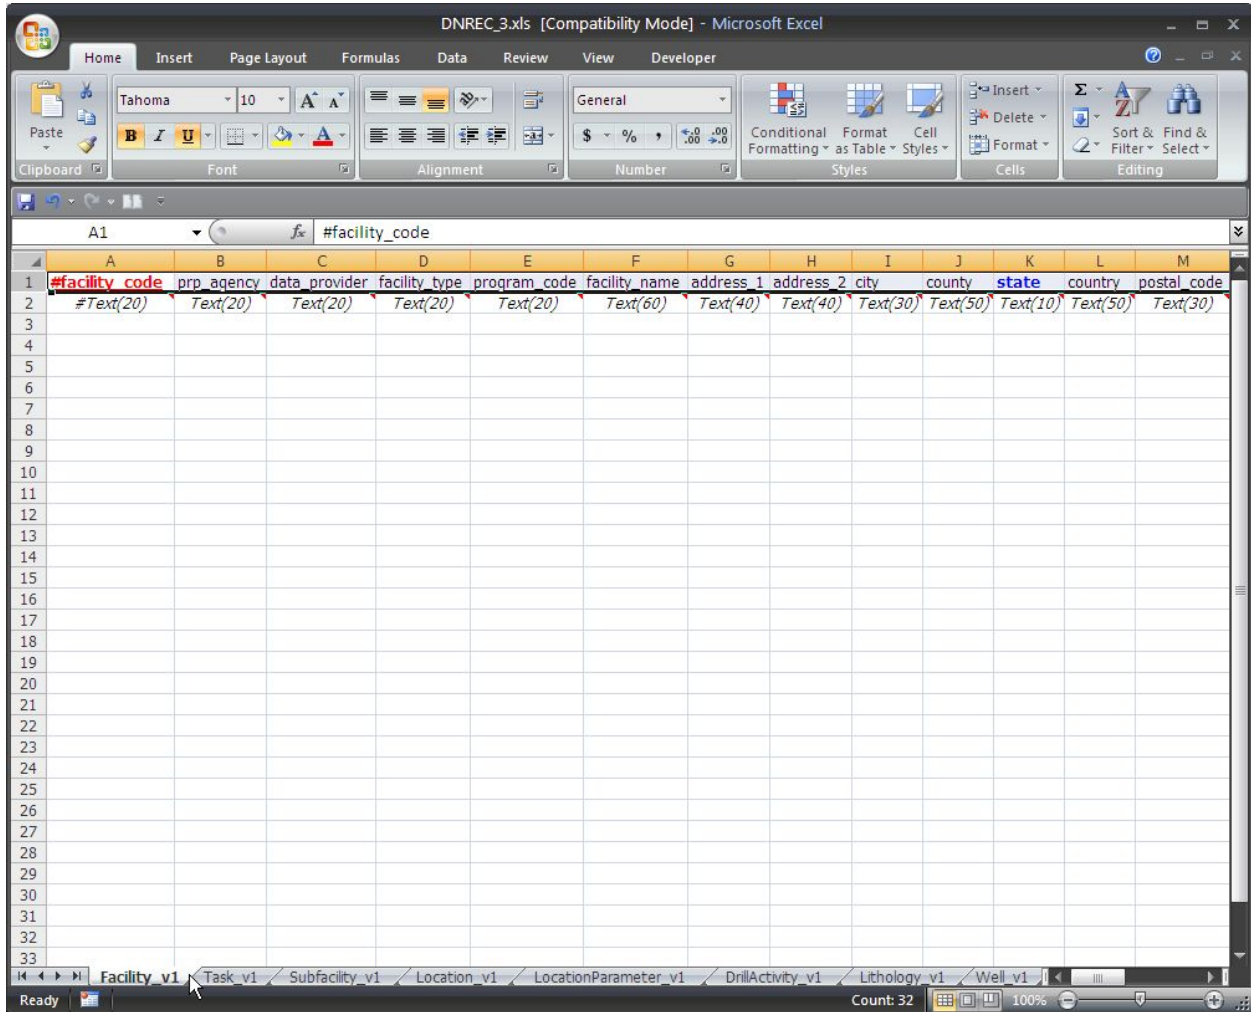 DNREC_3.xls [Compatibility Mode] - Microsoft Excel
Home Insert Page Layout Formulas Data Review View Developer
Tahoma 10 A A General Insert Σ
Paste B I U A $ % , .00 Conditional Format Cell Delete Sort & Find &
Formatting as Table Styles Format Filter Select
Clipboard Font Alignment Number Styles Cells Editing
A1 fx #facility_code
A B C D E F G H I J K L M
1 #facility_code prp_agency data_provider facility_type program_code facility_name address_1 address_2 city county state country postal_code
2 #Text(20) Text(20) Text(20) Text(20) Text(20) Text(60) Text(40) Text(40) Text(30) Text(50) Text(10) Text(50) Text(30)
3
4
5
6
7
8
9
10
11
12
13
14
15
16
17
18
19
20
21
22
23
24
25
26
27
28
29
30
31
32
33
Facility_v1 Task_v1 Subfacility_v1 Location_v1 LocationParameter_v1 DrillActivity_v1 Lithology_v1 Well_v1
Ready Count: 32 100%